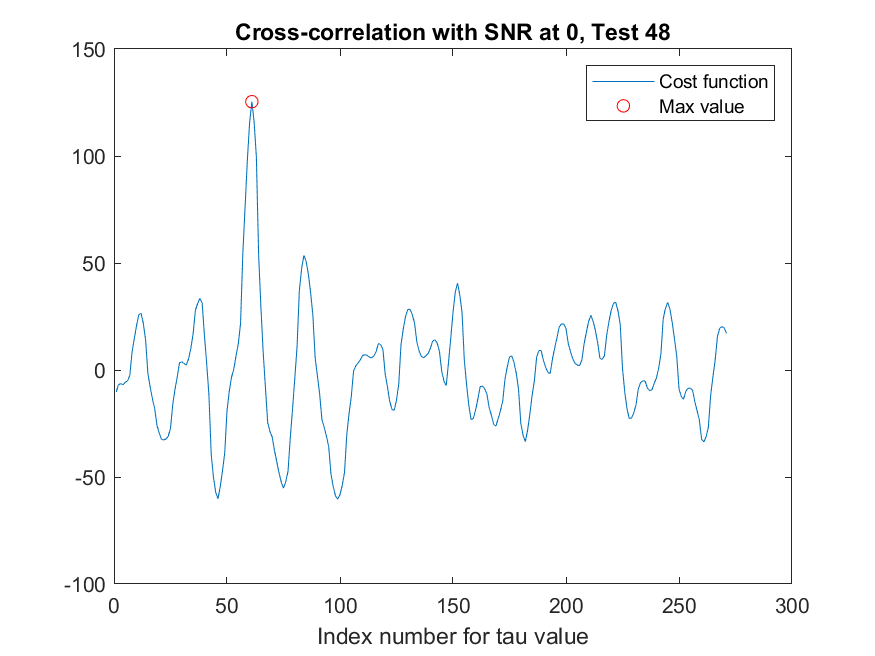 Cross-correlation with SNR at 0, Test 48
150
100
50
0
-50
-100
Cost function
Max value
0 50 100 150 200 250 300
Index number for tau value